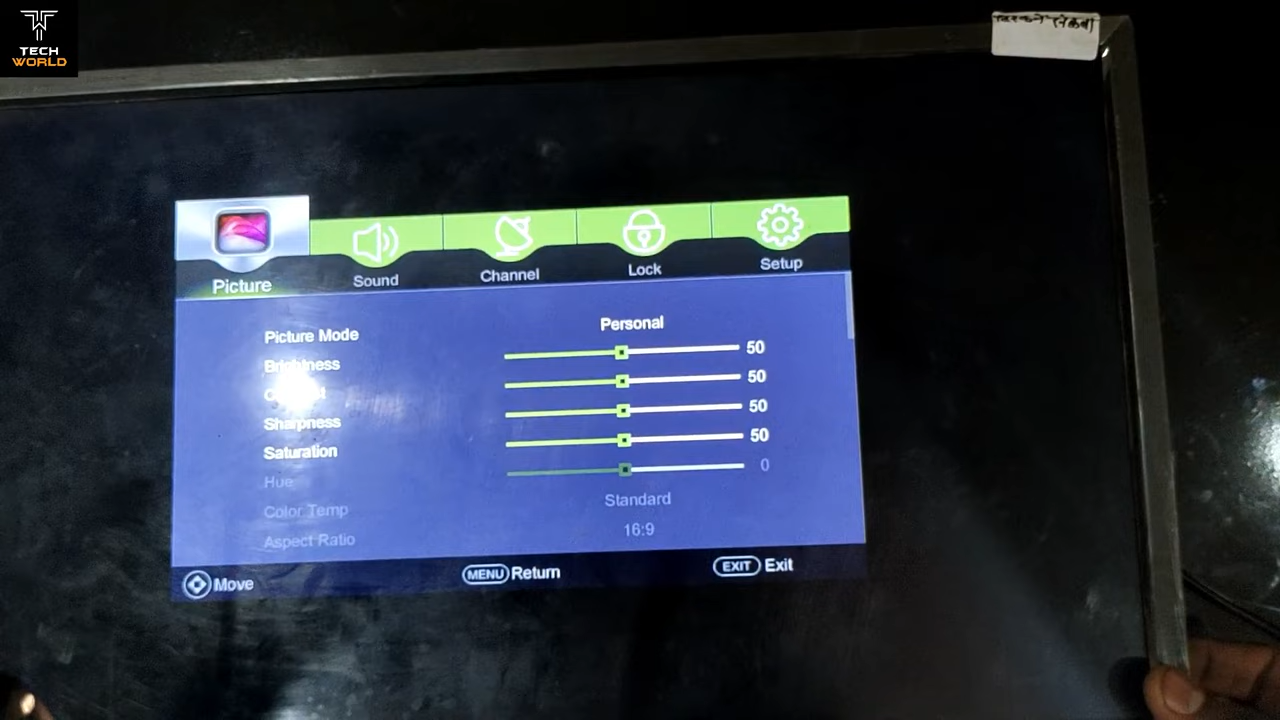 TECH
WORLD
Picture
Sound
Channel
Lock
Setup
Picture Mode Personal
Brightness 50
50
Sharpness 50
Saturation 50
Hue 0
Color Temp Standard
Aspect Ratio 16:9
Move
MENU Return
EXIT Exit